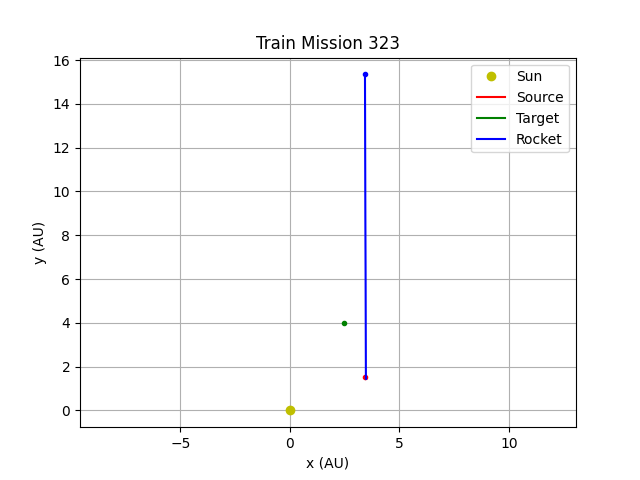 Train Mission 323
Sun
Source
Target
Rocket
16
14
12
10
8
6
4
2
0
y (AU)
−5
0
5
10
x (AU)